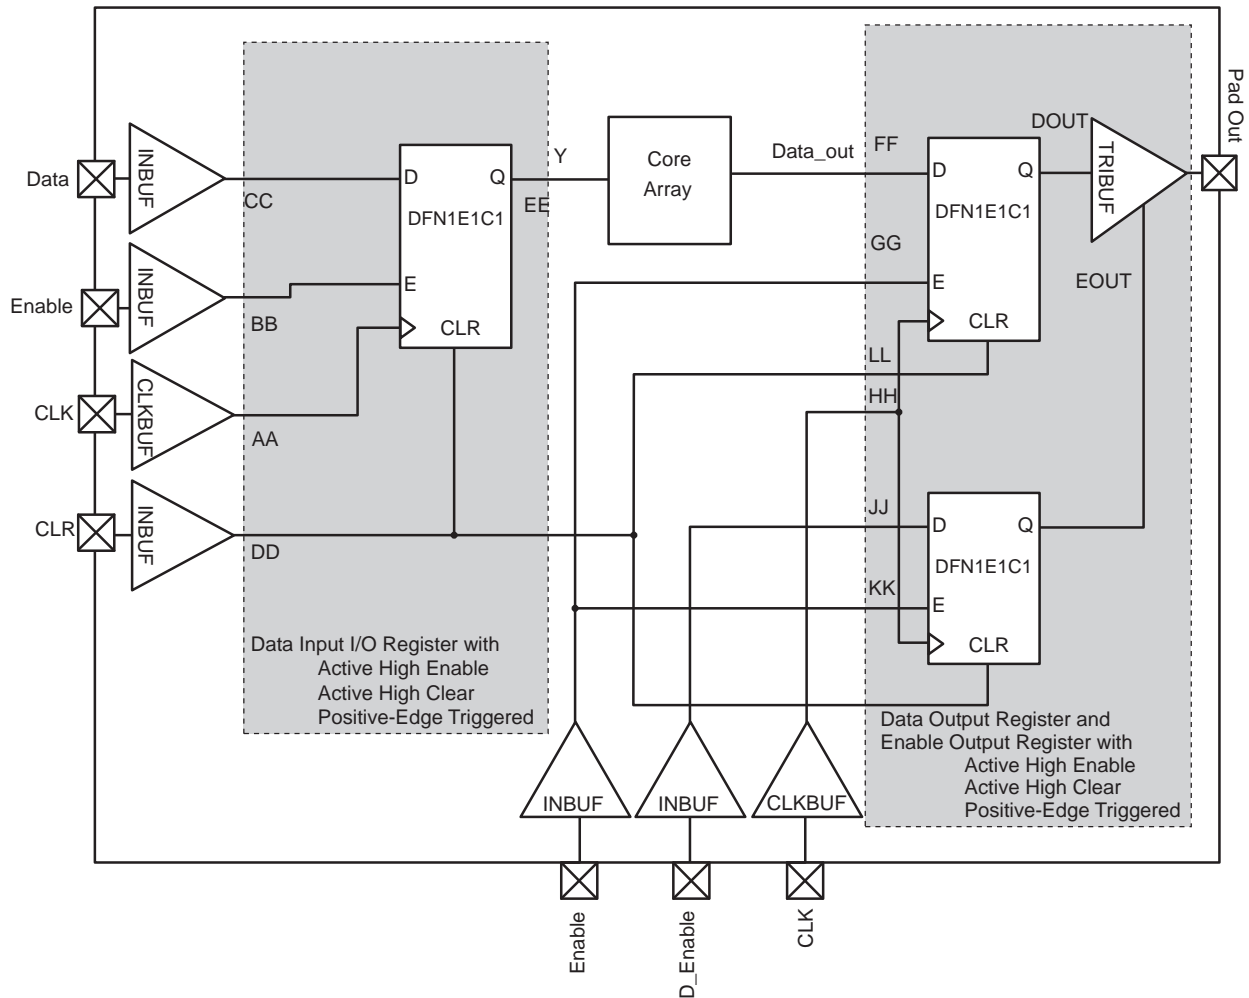 Data
INBUF
CC
D
Q
DFN1E1C1
E
CLR
Y
EE
Core
Array
Data_out
FF
D
Q
DFN1E1C1
GG
E
CLR
DOUT
TRIBUF
Pad Out
EOUT
Enable
INBUF
BB
CLK
CLKBUF
AA
CLR
INBUF
DD
LL
HH
JJ
D
Q
DFN1E1C1
KK
E
CLR
Data Input I/O Register with
Active High Enable
Active High Clear
Positive-Edge Triggered
Data Output Register and
Enable Output Register with
Active High Enable
Active High Clear
Positive-Edge Triggered
INBUF
INBUF
CLKBUF
Enable
D_Enable
CLK